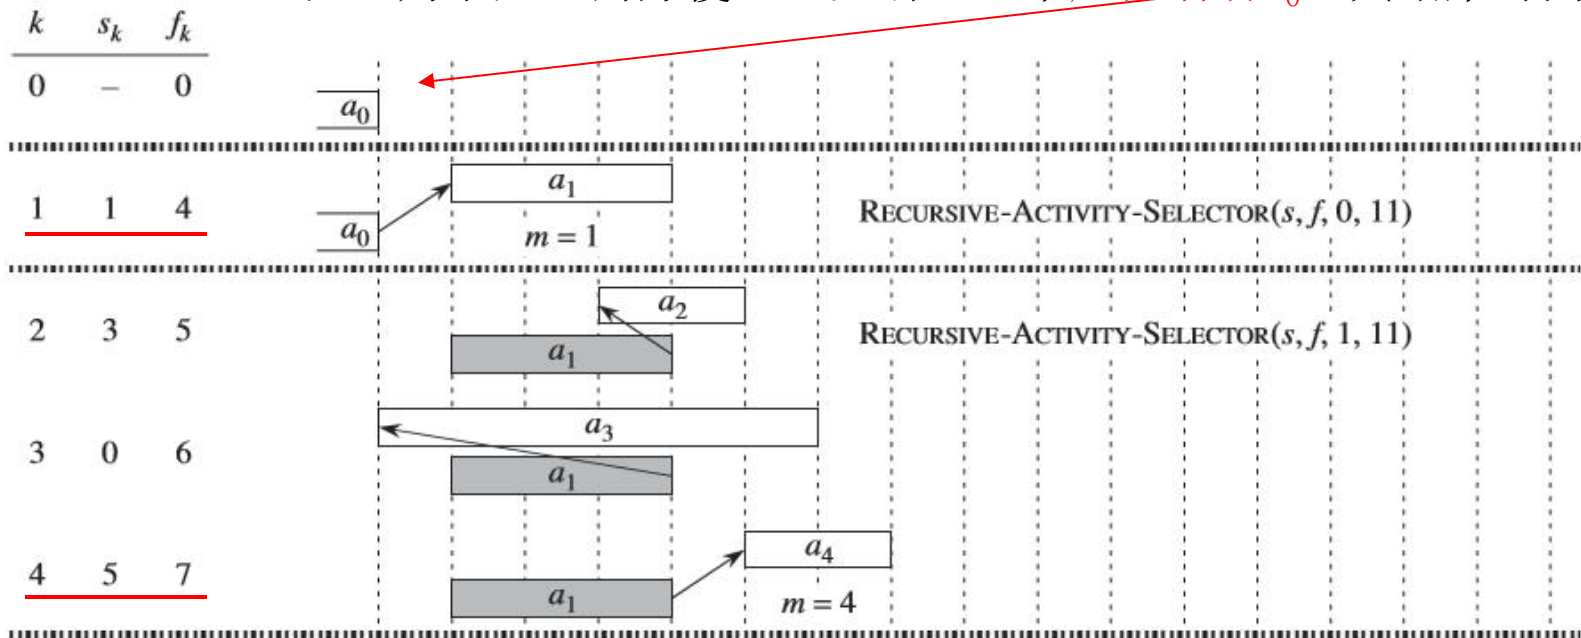 k s_k f_k
0 – 0
a_0
a_1
1 1 4
a_0
m = 1
RECURSIVE-ACTIVITY-SELECTOR(s, f, 0, 11)
a_2
2 3 5
a_1
RECURSIVE-ACTIVITY-SELECTOR(s, f, 1, 11)
a_3
3 0 6
a_1
a_4
4 5 7
a_1
m = 4